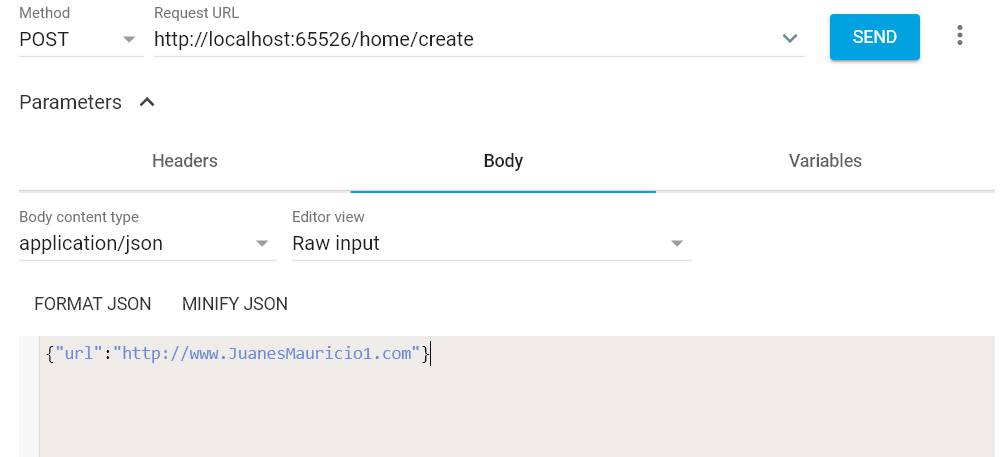 Method Request URL
POST http://localhost:65526/home/create SEND
Parameters
Headers Body Variables
Body content type Editor view
application/json Raw input
FORMAT JSON MINIFY JSON
{"url":"http://www.JuanesMauricio1.com"}